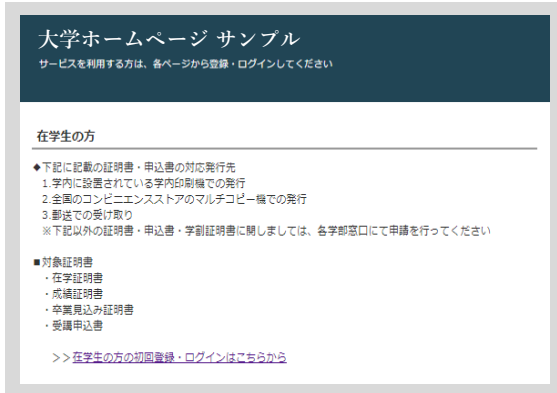 大学ホームページ サンプル
サービスを利用する方は、各ページから登録・ログインしてください
在学生の方
◆下記に記載の証明書・申込書の対応発行先
1.学内に設置されている学内印刷機での発行
2.全国のコンビニエンスストアのマルチコピー機での発行
3.郵送での受け取り
※下記以外の証明書・申込書・学割証明書に関しましては、各学部窓口にて申請を行ってください
■対象証明書
・在学証明書
・成績証明書
・卒業見込み証明書
・受講申込書
>>在学生の方の初回登録・ログインはこちらから